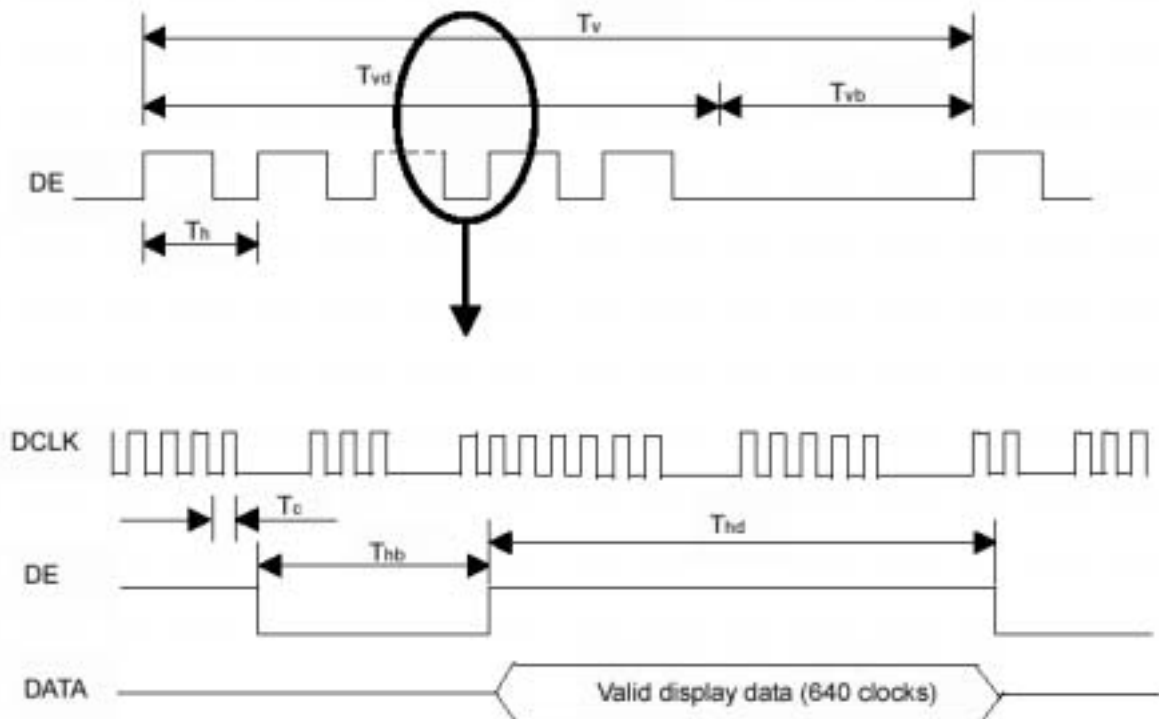 Tv
Tvd
Tvb
DE
Th
DCLK
Tc
Thd
Thb
DE
DATA
Valid display data (640 clocks)